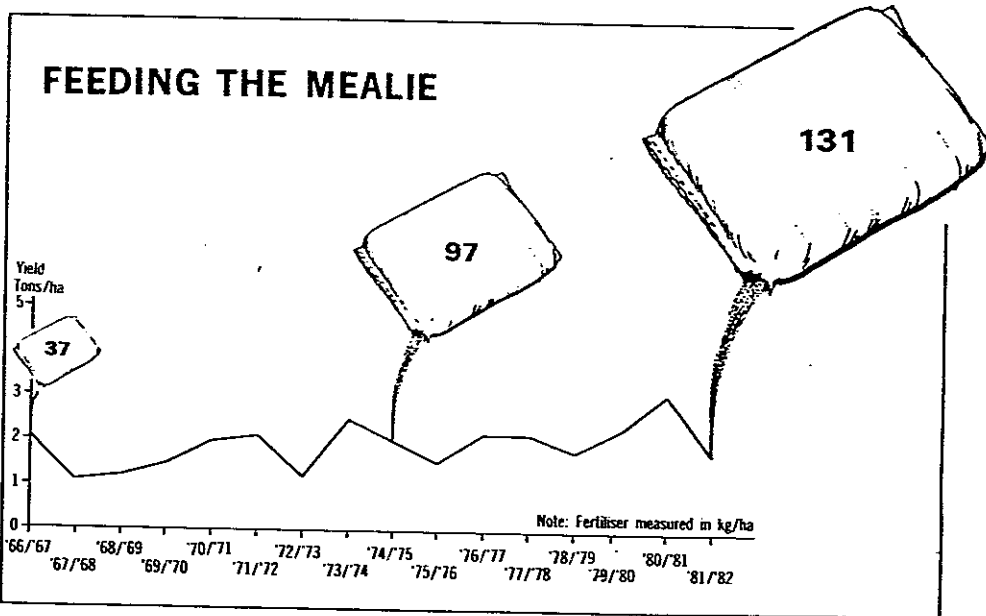 FEEDING THE MEALIE
131
97
Yield
Tons/ha
5
37
3
2
1
0
Note: Fertiliser measured in kg/ha
'66/'67 '68/'69 '70/'71 '72/'73 '74/'75 '76/'77 '78/'79 '80/'81
'67/'68 '69/'70 '71/'72 '73/'74 '75/'76 '77/'78 '79/'80 '81/'82